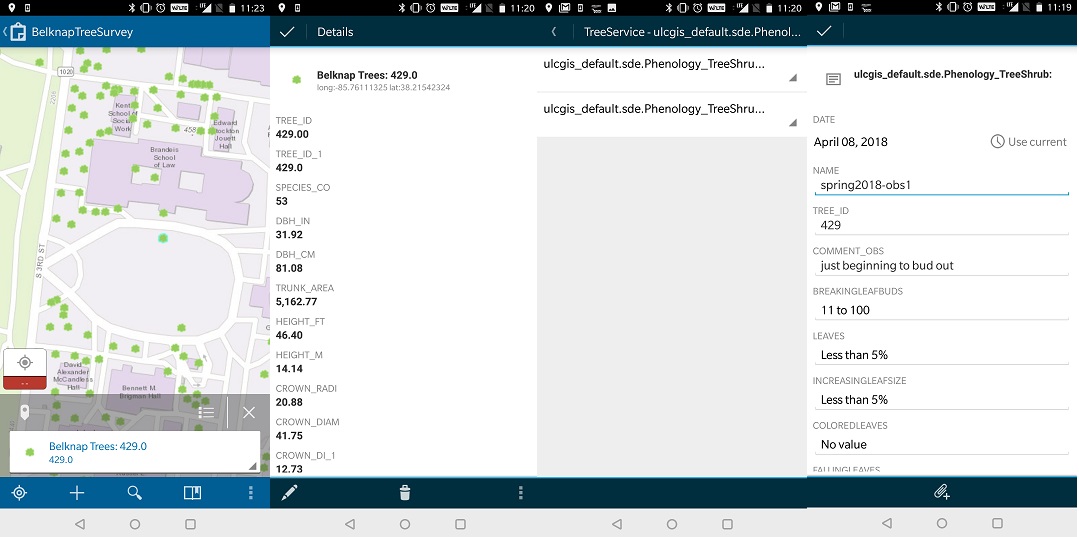 11:23
BelknapTreeSurvey
1020
Kent
School of
Social
Work
458
Edward
Stockton
Jouett
Hall
Brandeis
School
of Law
S 3RD ST
David
Alexander
McCandless
Hall
Bennett M.
Brigman Hall
Belknap Trees: 429.0
429.0
11:20
Details
Belknap Trees: 429.0
long:-85.76111325 lat:38.21542324
TREE_ID
429.00
TREE_ID_1
429.0
SPECIES_CO
53
DBH_IN
31.92
DBH_CM
81.08
TRUNK_AREA
5,162.77
HEIGHT_FT
46.40
HEIGHT_M
14.14
CROWN_RADI
20.88
CROWN_DIAM
41.75
CROWN_DI_1
12.73
11:20
TreeService - ulcgis_default.sde.Phenol...
ulcgis_default.sde.Phenology_TreeShru...
ulcgis_default.sde.Phenology_TreeShru...
11:19
ulcgis_default.sde.Phenology_TreeShrub:
DATE
April 08, 2018
Use current
NAME
spring2018-obs1
TREE_ID
429
COMMENT_OBS
just beginning to bud out
BREAKINGLEAFBUDS
11 to 100
LEAVES
Less than 5%
INCREASINGLEAFSIZE
Less than 5%
COLOREDLEAVES
No value
FALLINGLEAVES